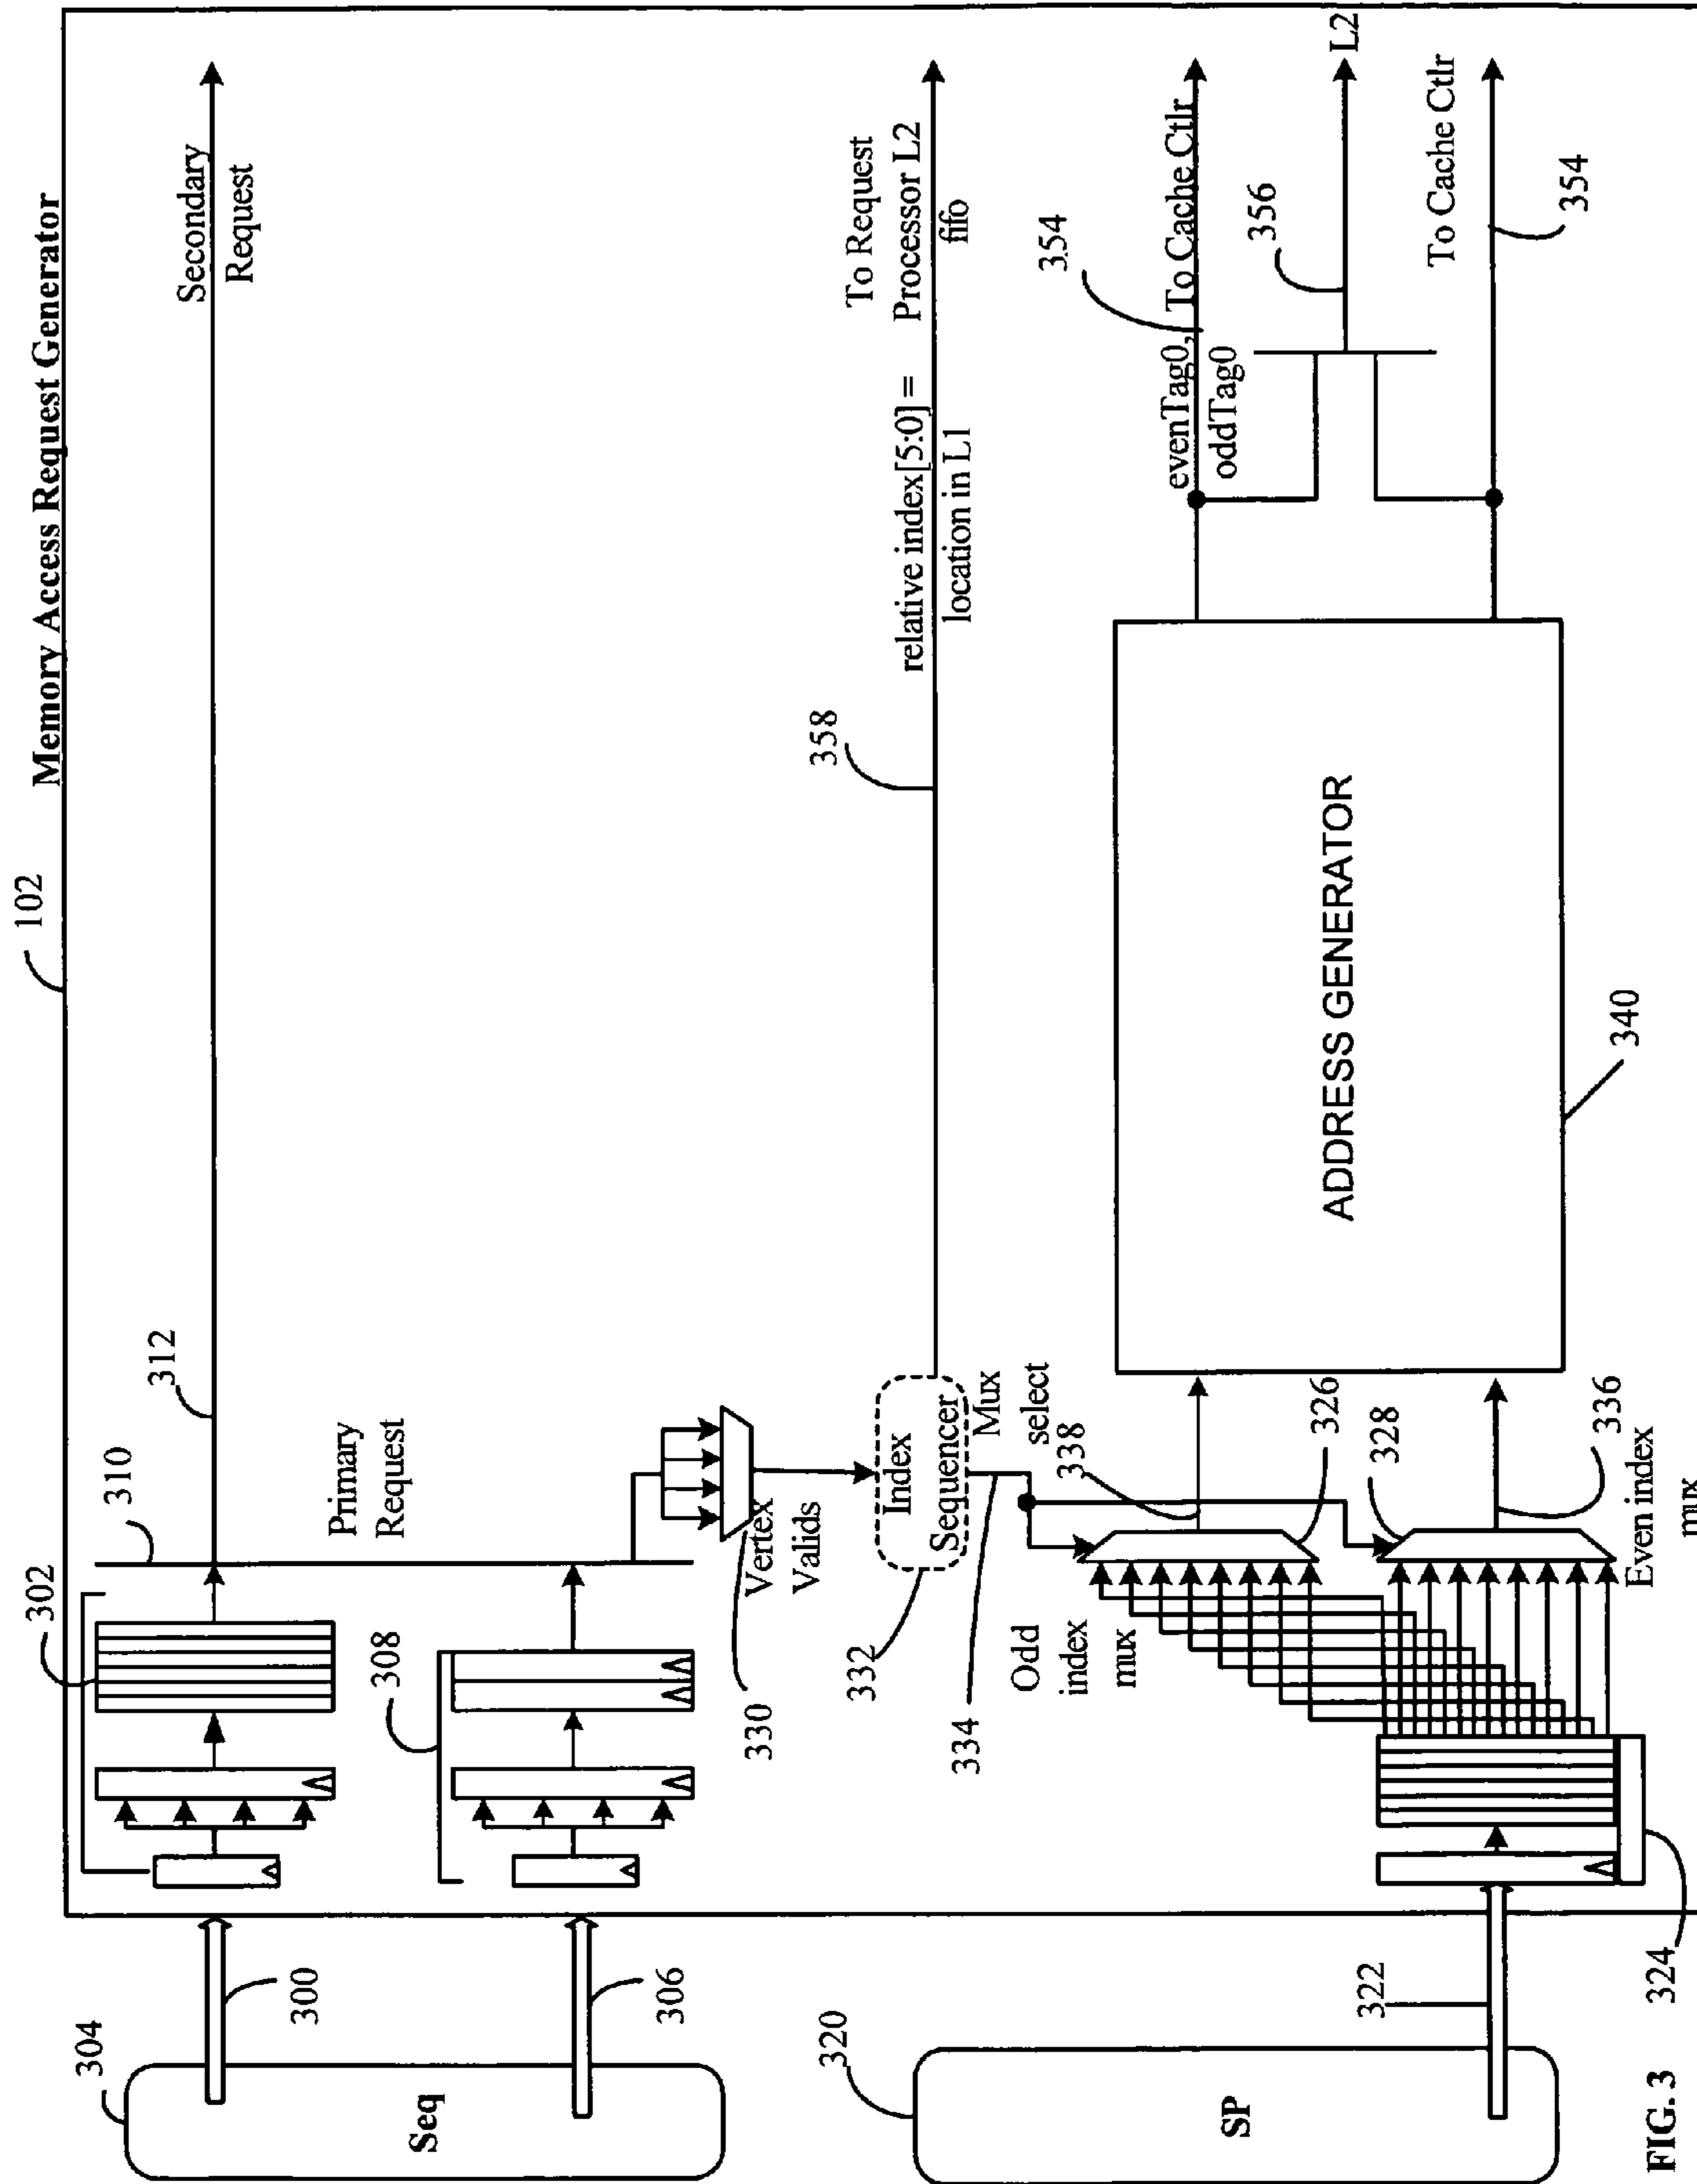 Memory Access Request Generator
102
304
Seq
300
306
302
308
310
312
Primary
Request
Secondary
Request
330
Vertex
Valids
332
Index
Sequencer
334
Mux
select
358
relative index[5:0] =
location in L1
To Request
Processor L2
fifo
320
SP
322
324
Odd
index
mux
338
326
328
336
Even index
mux
ADDRESS GENERATOR
340
354
evenTag0,
oddTag0
To Cache Ctlr
356
L2
To Cache Ctlr
354
FIG. 3